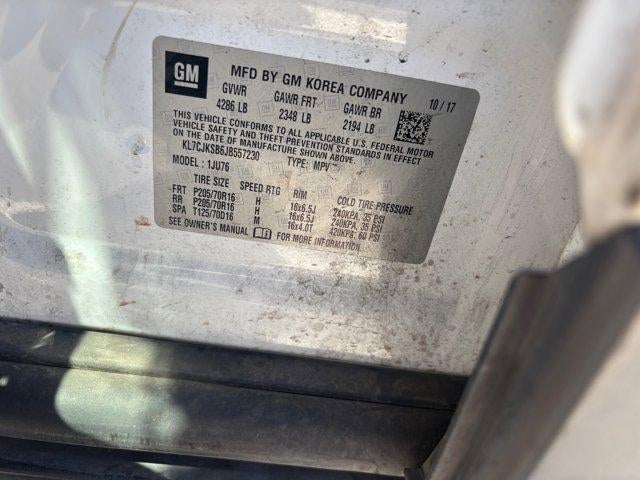 GM
MFD BY GM KOREA COMPANY
GVWR GAWR FRT GAWR RR 10/17
4286 LB 2348 LB 2194 LB
THIS VEHICLE CONFORMS TO ALL APPLICABLE U.S. FEDERAL MOTOR
VEHICLE SAFETY AND THEFT PREVENTION STANDARDS IN EFFECT
ON THE DATE OF MANUFACTURE SHOWN ABOVE.
KL7CJKSB6JB557230 TYPE: MPV
MODEL: 1JU76
TIRE SIZE SPEED RTG RIM COLD TIRE PRESSURE
FRT P205/70R16 H 16x6.5J 240KPA, 35 PSI
RR P205/70R16 H 16x6.5J 240KPA, 35 PSI
SPA T125/70D16 M 16x4.0T 420KPA, 60 PSI
SEE OWNER'S MANUAL FOR MORE INFORMATION